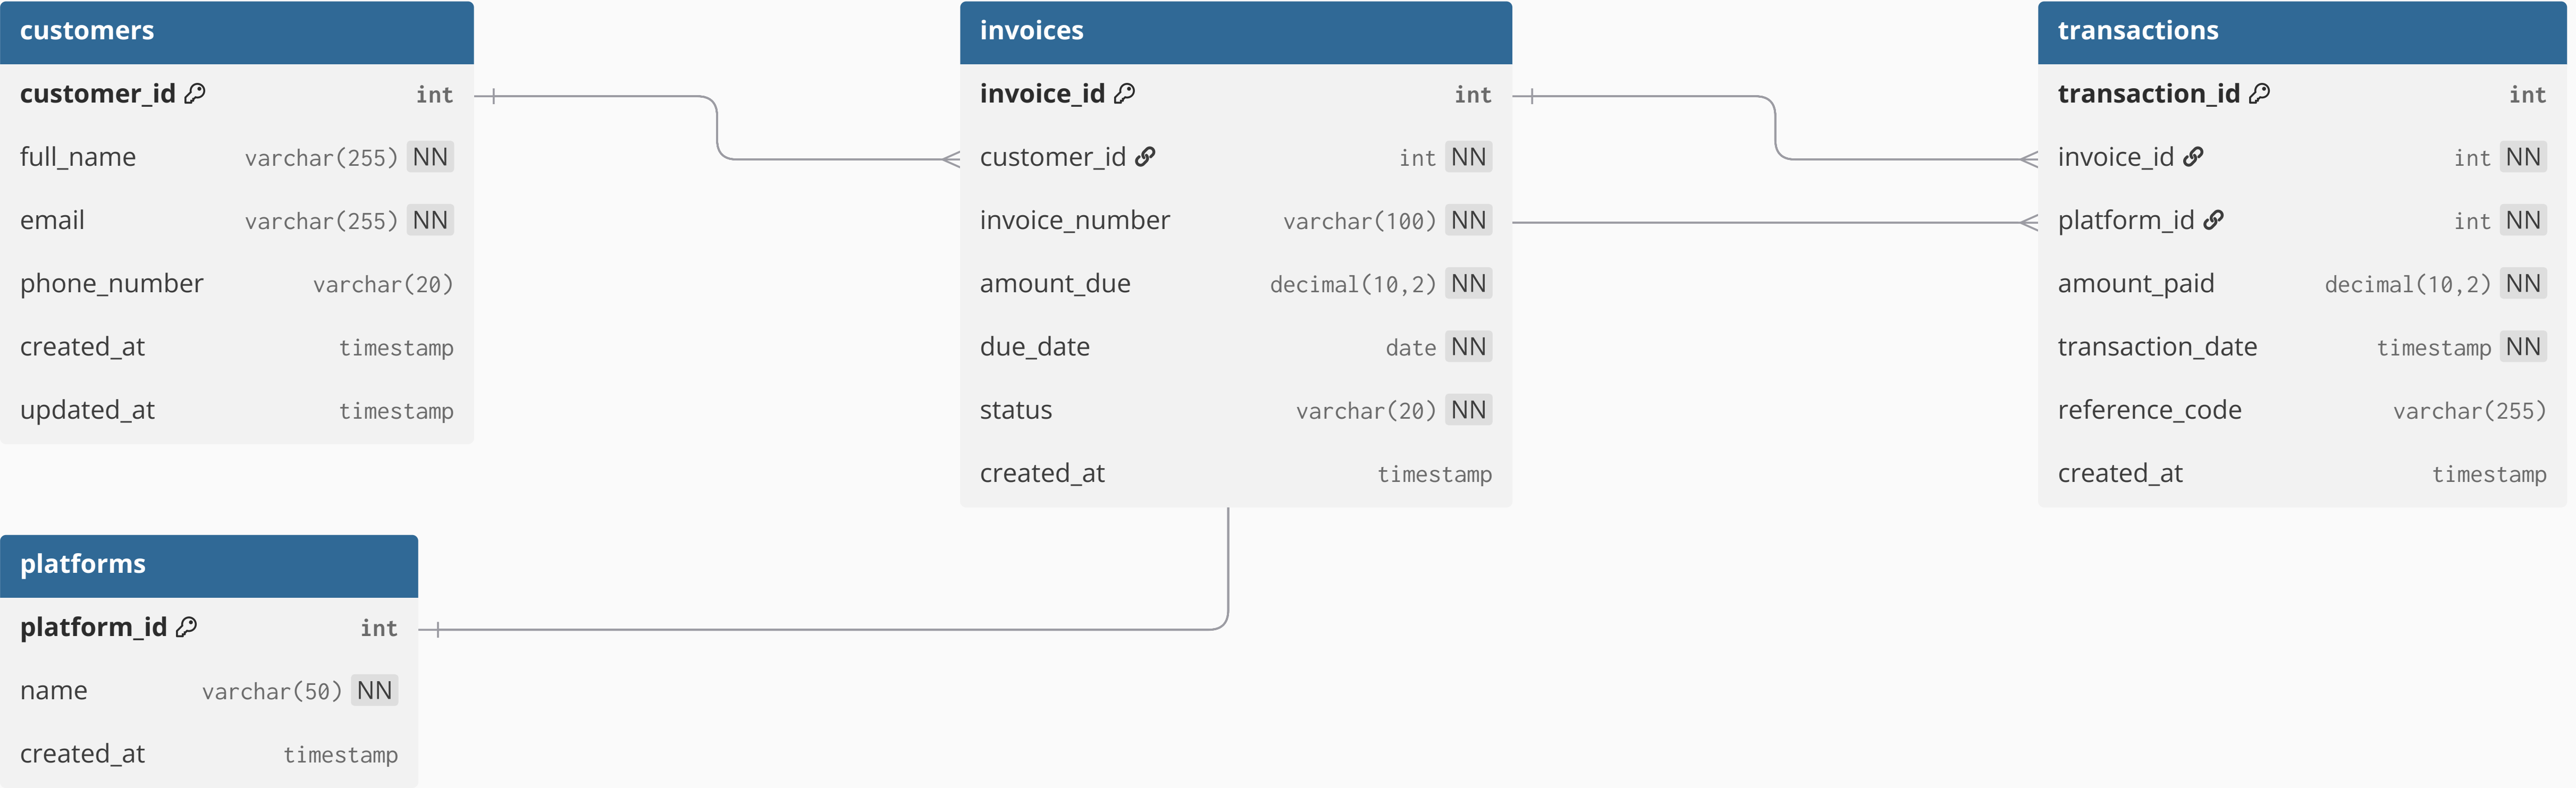 customers
customer_id int
full_name varchar(255) NN
email varchar(255) NN
phone_number varchar(20)
created_at timestamp
updated_at timestamp
invoices
invoice_id int
customer_id int NN
invoice_number varchar(100) NN
amount_due decimal(10,2) NN
due_date date NN
status varchar(20) NN
created_at timestamp
transactions
transaction_id int
invoice_id int NN
platform_id int NN
amount_paid decimal(10,2) NN
transaction_date timestamp NN
reference_code varchar(255)
created_at timestamp
platforms
platform_id int
name varchar(50) NN
created_at timestamp